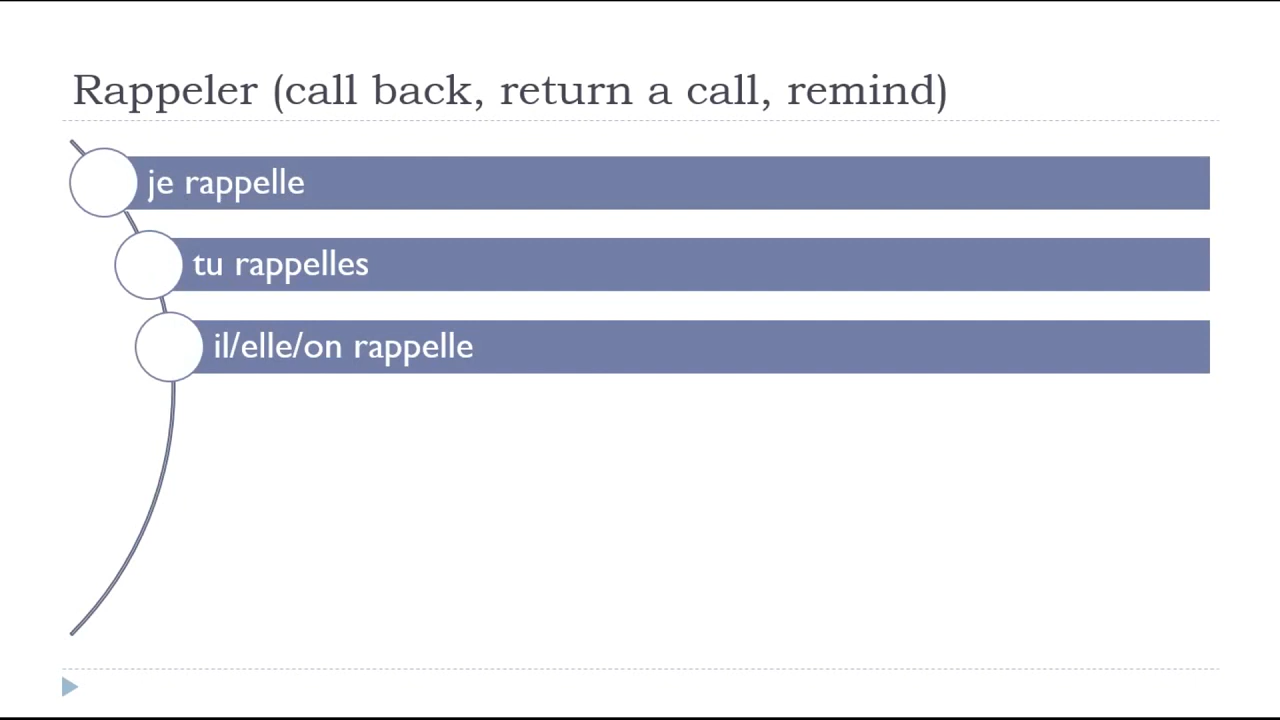 Rappeler (call back, return a call, remind)
je rappelle
tu rappelles
il/elle/on rappelle